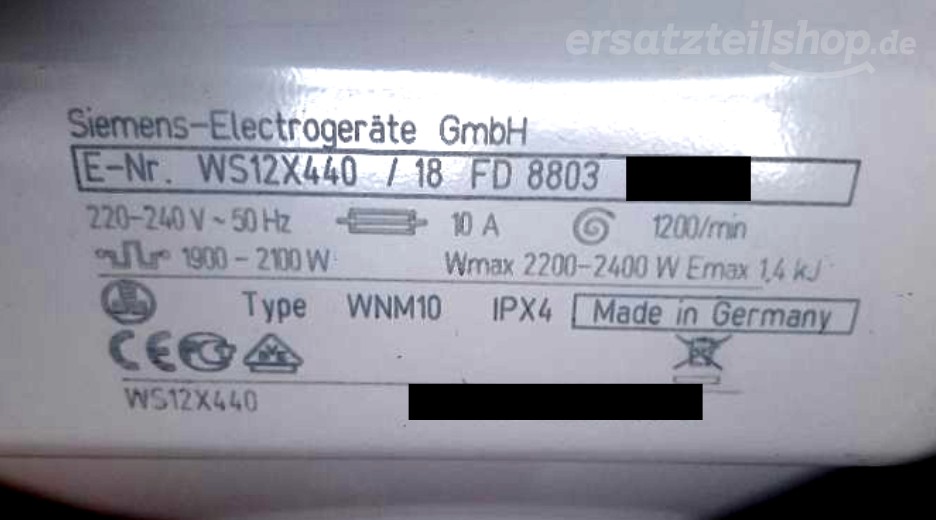 ersatzteilshop.de
Siemens-Electrogeräte GmbH
E-Nr. WS12X440 / 18 FD 8803
220-240 V ~ 50 Hz 10 A 1200/min
1900 - 2100 W Wmax 2200-2400 W Emax 1,4 kJ
Type WNM10 IPX4 Made in Germany
CE
WS12X440